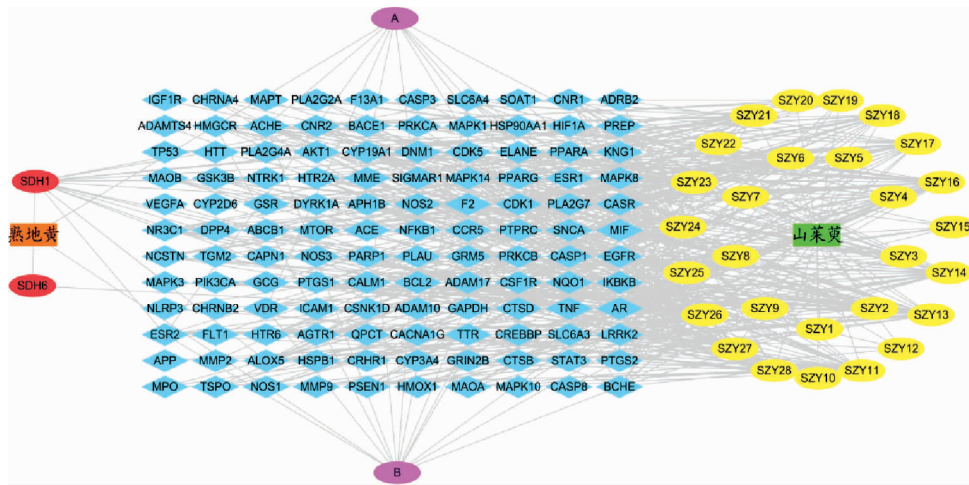 A
IGF1R CHRNA4 MAPT PLA2G2A F13A1 CASP3 SLC6A4 SOAT1 CNR1 ADRB2
ADAMTS4 HMGCR ACHE CNR2 BACE1 PRKCA MAPK1 HSP90AA1 HIF1A PREP
TP53 HTT PLA2G4A AKT1 CYP19A1 DNM1 CDK5 ELANE PPARA KNG1
MAOB GSK3B NTRK1 HTR2A MME SIGMAR1 MAPK14 PPARG ESR1 MAPK8
VEGFA CYP2D6 GSR DYRK1A APH1B NOS2 F2 CDK1 PLA2G7 CASR
NR3C1 DPP4 ABCB1 MTOR ACE NFKB1 CCR5 PTPRC SNCA MIF
NCSTN TGM2 CAPN1 NOS3 PARP1 PLAU GRM5 PRKCB CASP1 EGFR
MAPK3 PIK3CA GCG PTGS1 CALM1 BCL2 ADAM17 CSF1R NQO1 IKBKB
NLRP3 CHRNB2 VDR ICAM1 CSNK1D ADAM10 GAPDH CTSD TNF AR
ESR2 FLT1 HTR6 AGTR1 QPCT CACNA1G TTR CREBBP SLC6A3 LRRK2
APP MMP2 ALOX5 HSPB1 CRHR1 CYP3A4 GRIN2B CTSB STAT3 PTGS2
MPO TSPO NOS1 MMP9 PSEN1 HMOX1 MAOA MAPK10 CASP8 BCHE
B
SDH1
熟地黄
SDH6
SZY20 SZY19
SZY21 SZY18
SZY22 SZY17
SZY6 SZY5
SZY23 SZY16
SZY7 SZY4
SZY24 山茱萸 SZY15
SZY8 SZY3
SZY25 SZY14
SZY26 SZY9 SZY2 SZY13
SZY1
SZY27 SZY12
SZY28 SZY10 SZY11